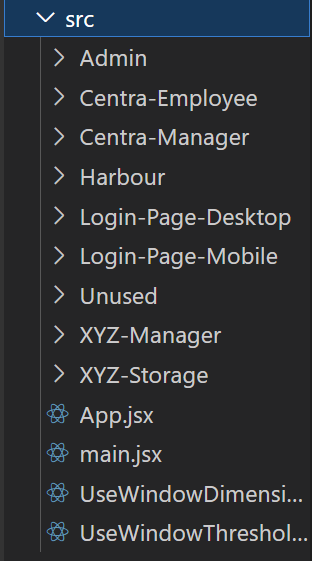 src
Admin
Centra-Employee
Centra-Manager
Harbour
Login-Page-Desktop
Login-Page-Mobile
Unused
XYZ-Manager
XYZ-Storage
App.jsx
main.jsx
UseWindowDimensi...
UseWindowThreshol...